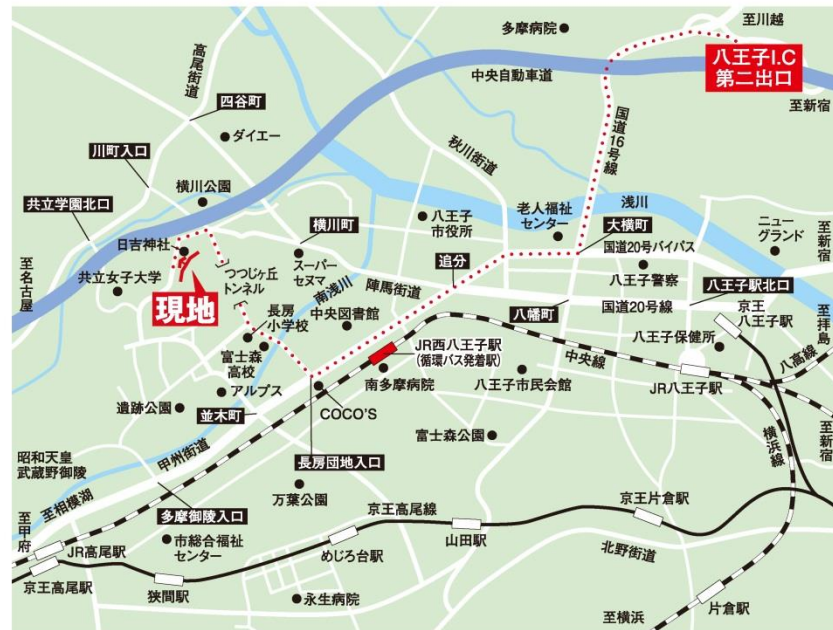 多摩病院
至川越
八王子I.C
第二出口
高尾街道
中央自動車道
至新宿
四谷町
ダイエー
国道16号線
秋川街道
川町入口
横川公園
浅川
共立学園北口
横川町
八王子
市役所
老人福祉
センター
大横町
ニュー
グランド
日吉神社
国道20号バイパス
至名古屋
共立女子大学
つつじヶ丘
トンネル
スーパー
セヌマ
追分
八王子警察
八王子駅北口
現地
南浅川
陣馬街道
八幡町
国道20号線
京王
八王子駅
至拝島
長房
小学校
中央図書館
JR西八王子駅
(循環バス発着駅)
中央線
八王子保健所
八高線
富士森
高校
南多摩病院
八王子市民会館
JR八王子駅
アルプス
COCO'S
遺跡公園
並木町
富士森公園
横浜線
至新宿
昭和天皇
武蔵野御陵
甲州街道
長房団地入口
万葉公園
至相模湖
多摩御陵入口
京王高尾線
京王片倉駅
至甲府
市総合福祉
センター
山田駅
北野街道
JR高尾駅
めじろ台駅
京王高尾駅
狭間駅
永生病院
片倉駅
至横浜